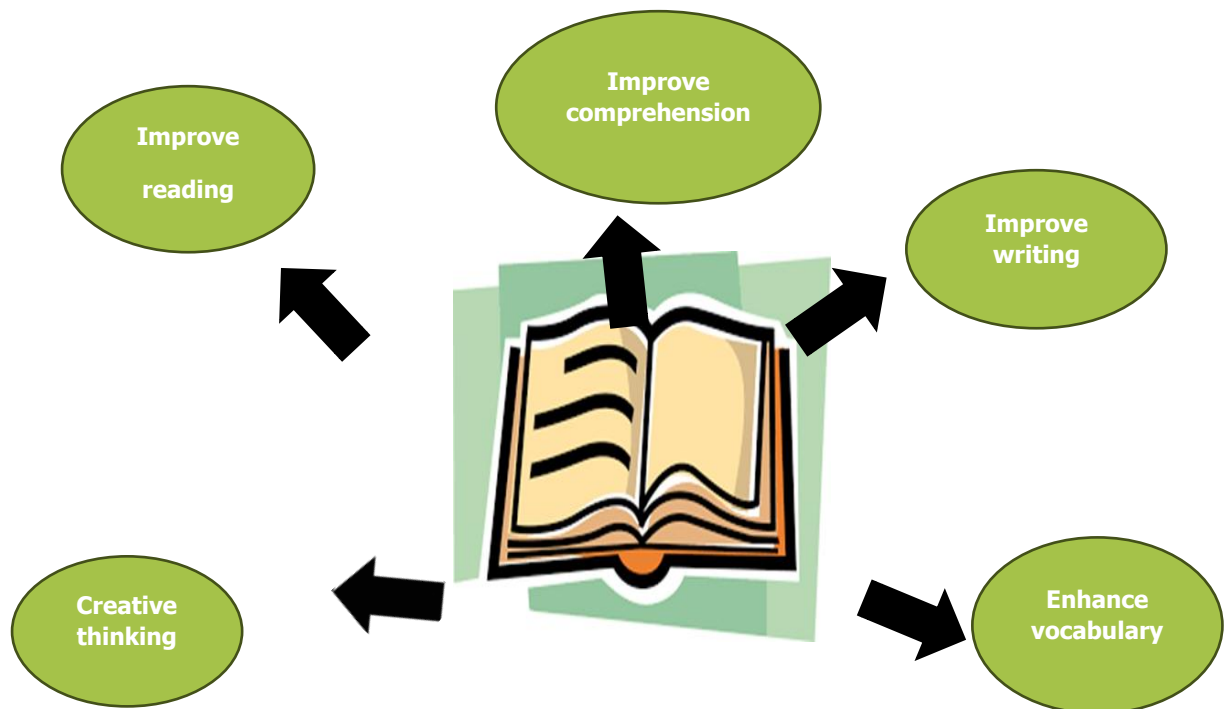 Improve
comprehension
Improve
reading
Improve
writing
Creative
thinking
Enhance
vocabulary